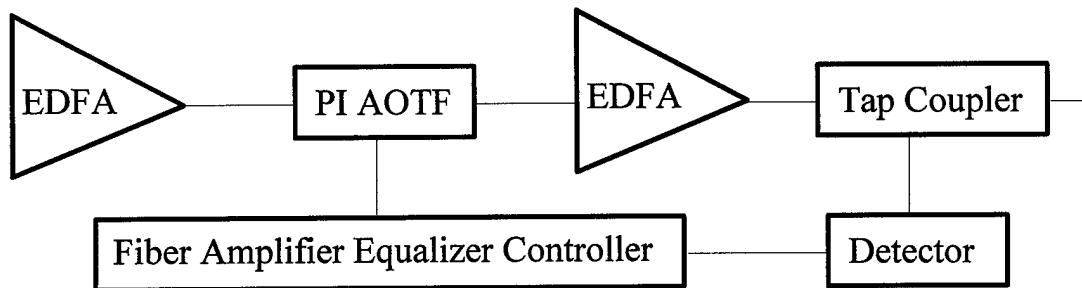 EDFA
PI AOTF
EDFA
Tap Coupler
Fiber Amplifier Equalizer Controller
Detector